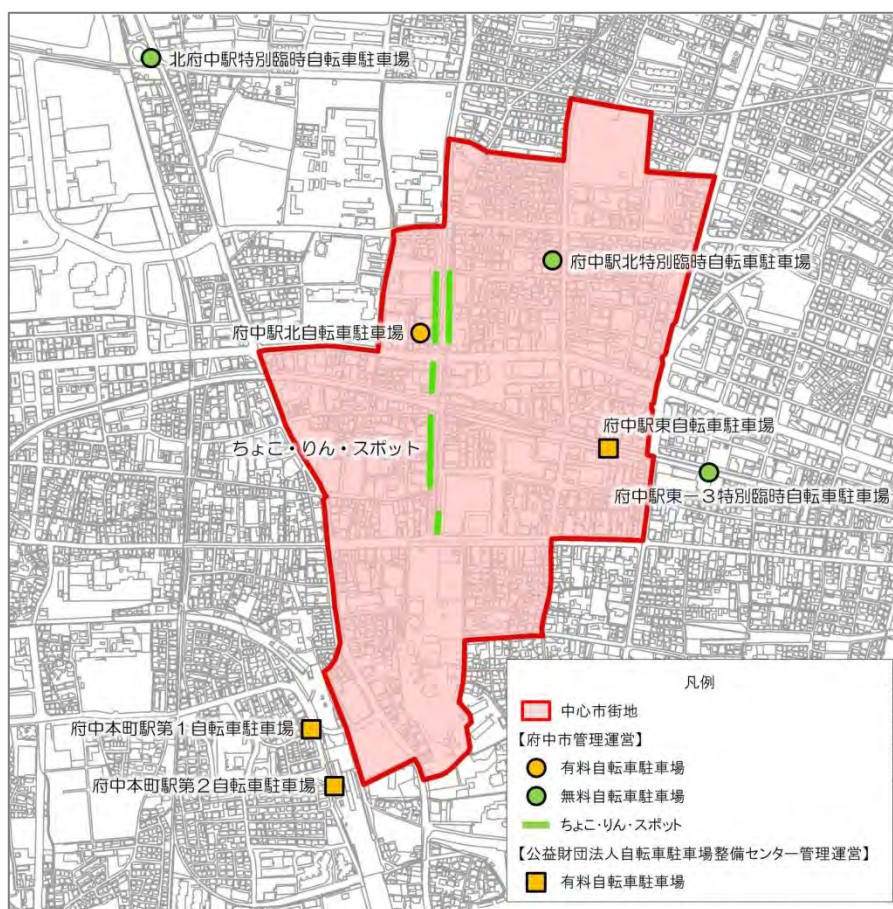 北府中駅特別臨時自転車駐車場
府中駅北特別臨時自転車駐車場
府中駅北自転車駐車場
府中駅東自転車駐車場
ちょこ・りん・スポット
府中駅東－3特別臨時自転車駐車場
府中本町駅第1自転車駐車場
府中本町駅第2自転車駐車場
凡例
中心市街地
【府中市管理運営】
有料自転車駐車場
無料自転車駐車場
ちょこ・りん・スポット
【公益財団法人自転車駐車場整備センター管理運営】
有料自転車駐車場